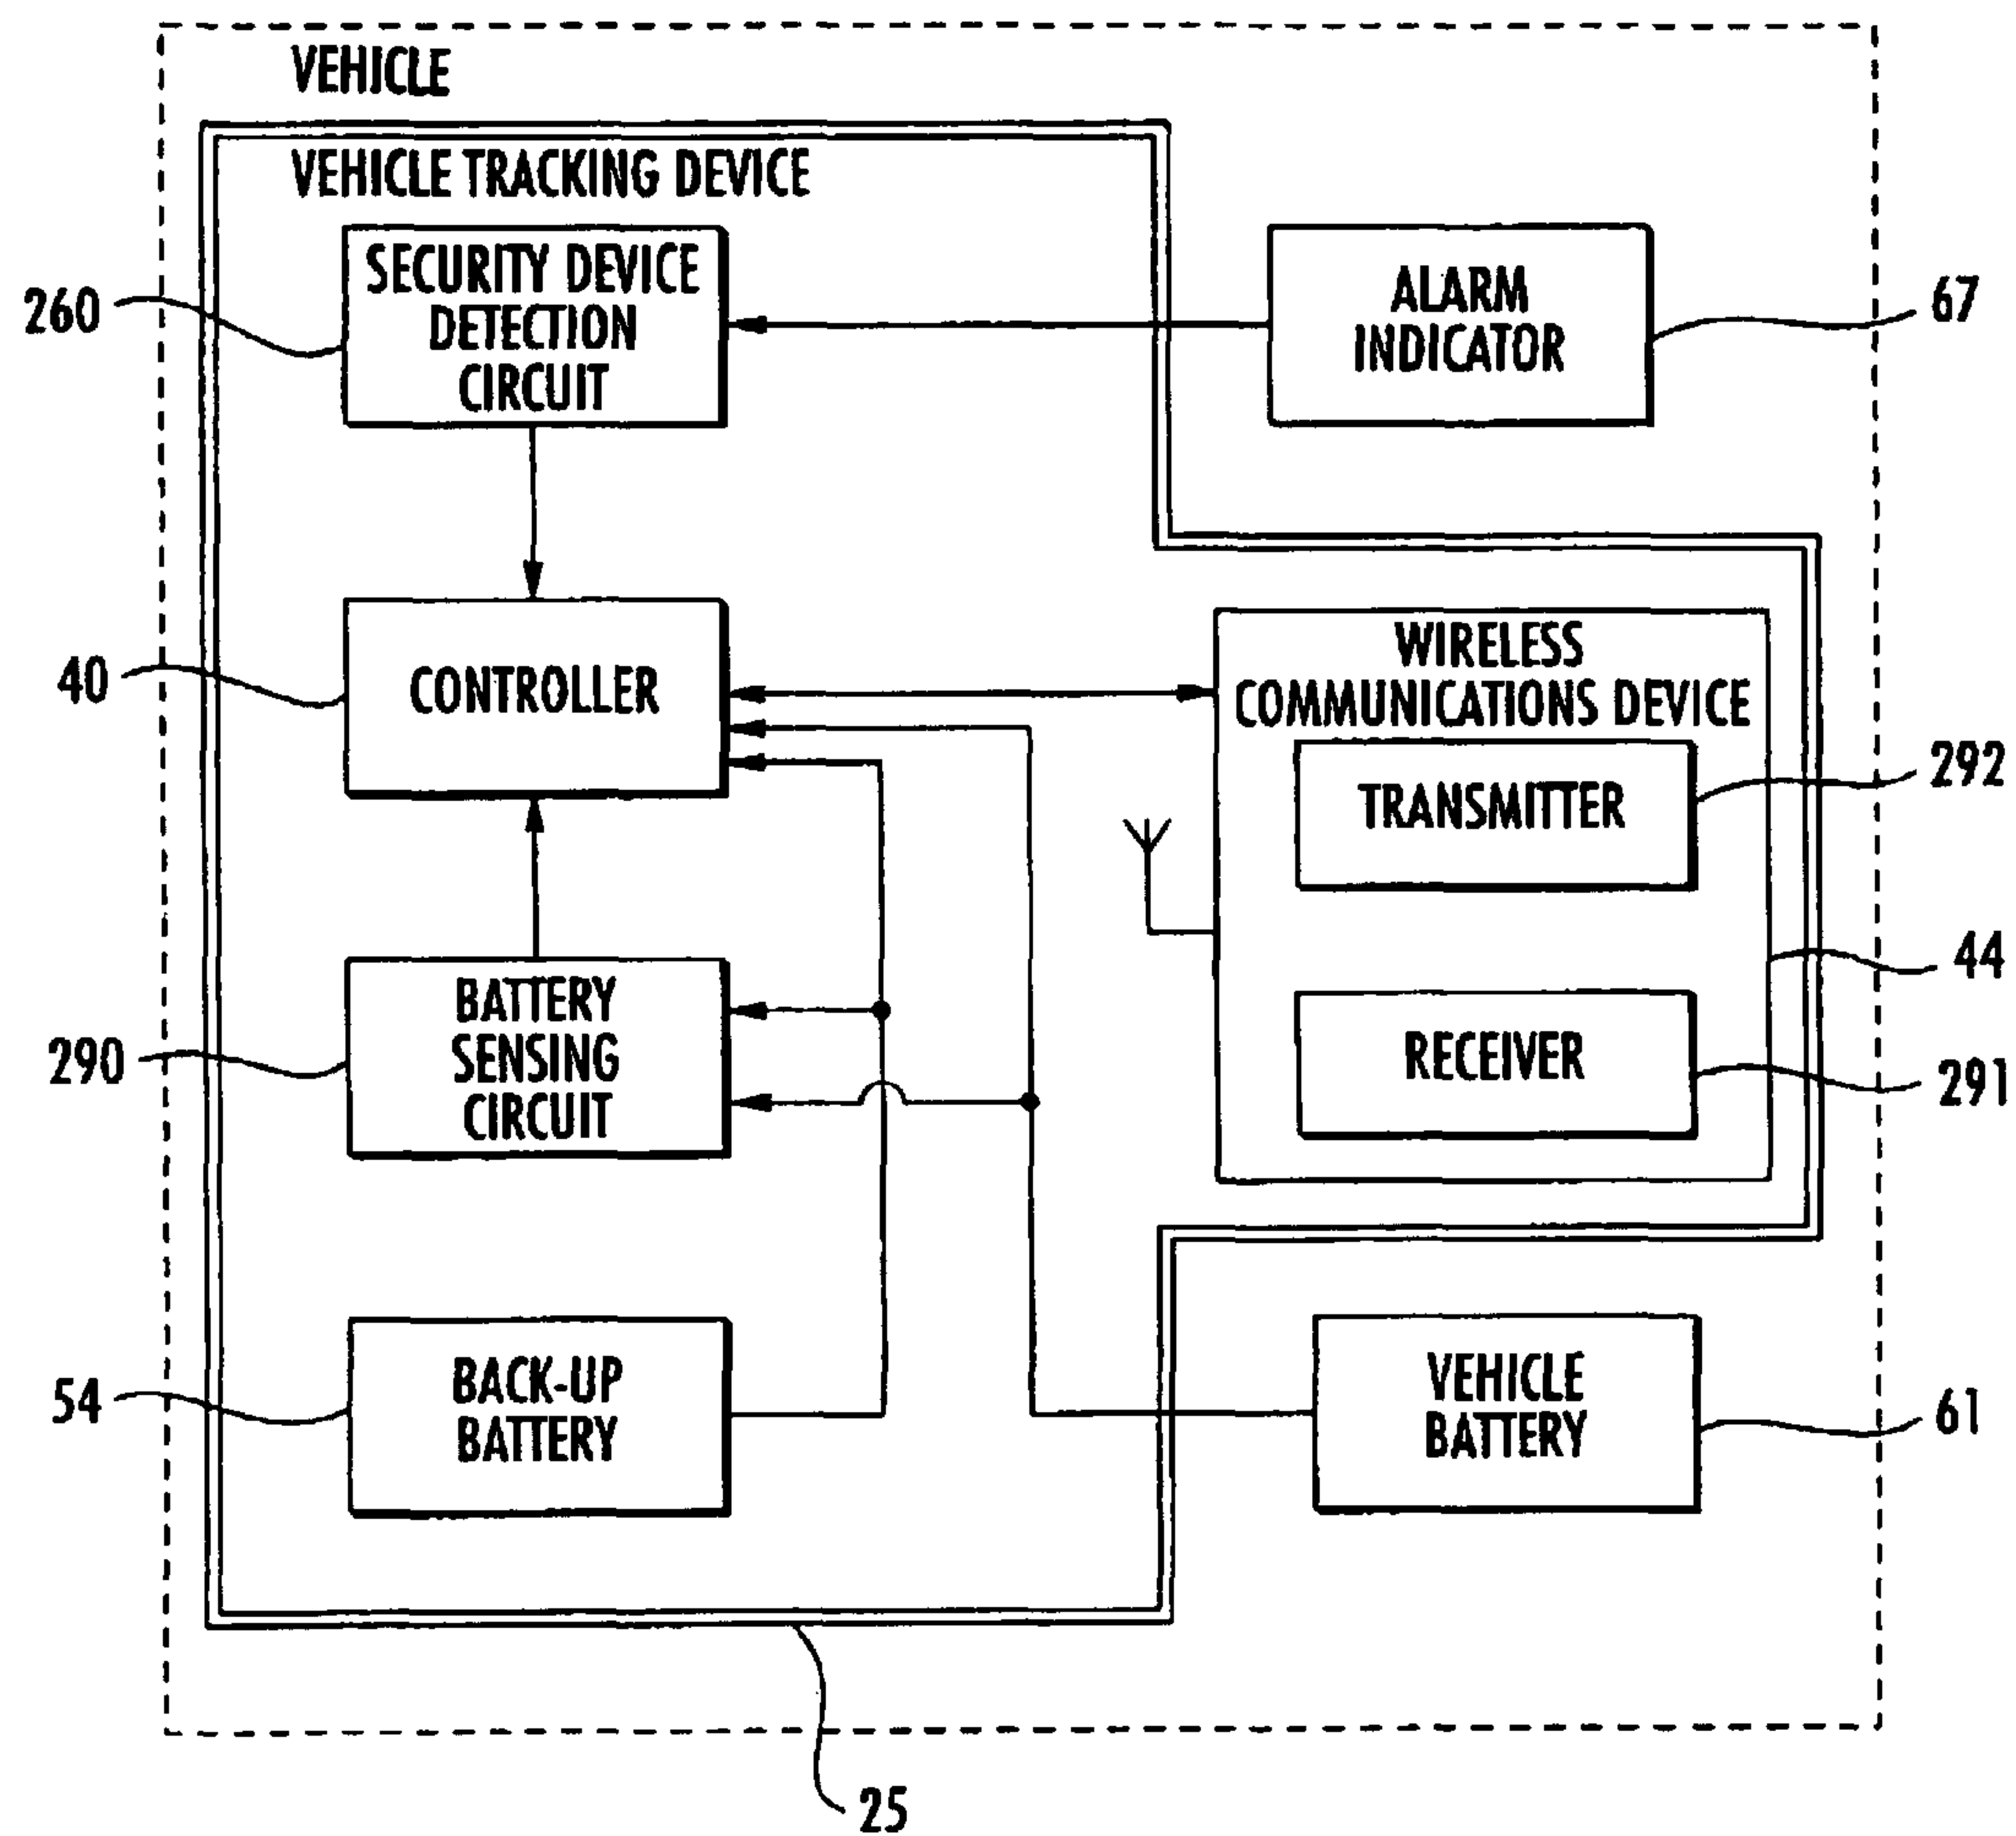 VEHICLE
VEHICLE TRACKING DEVICE
SECURITY DEVICE
DETECTION
CIRCUIT
260
ALARM
INDICATOR
67
CONTROLLER
40
WIRELESS
COMMUNICATIONS DEVICE
TRANSMITTER
292
44
BATTERY
SENSING
CIRCUIT
290
RECEIVER
291
BACK-UP
BATTERY
54
VEHICLE
BATTERY
61
25